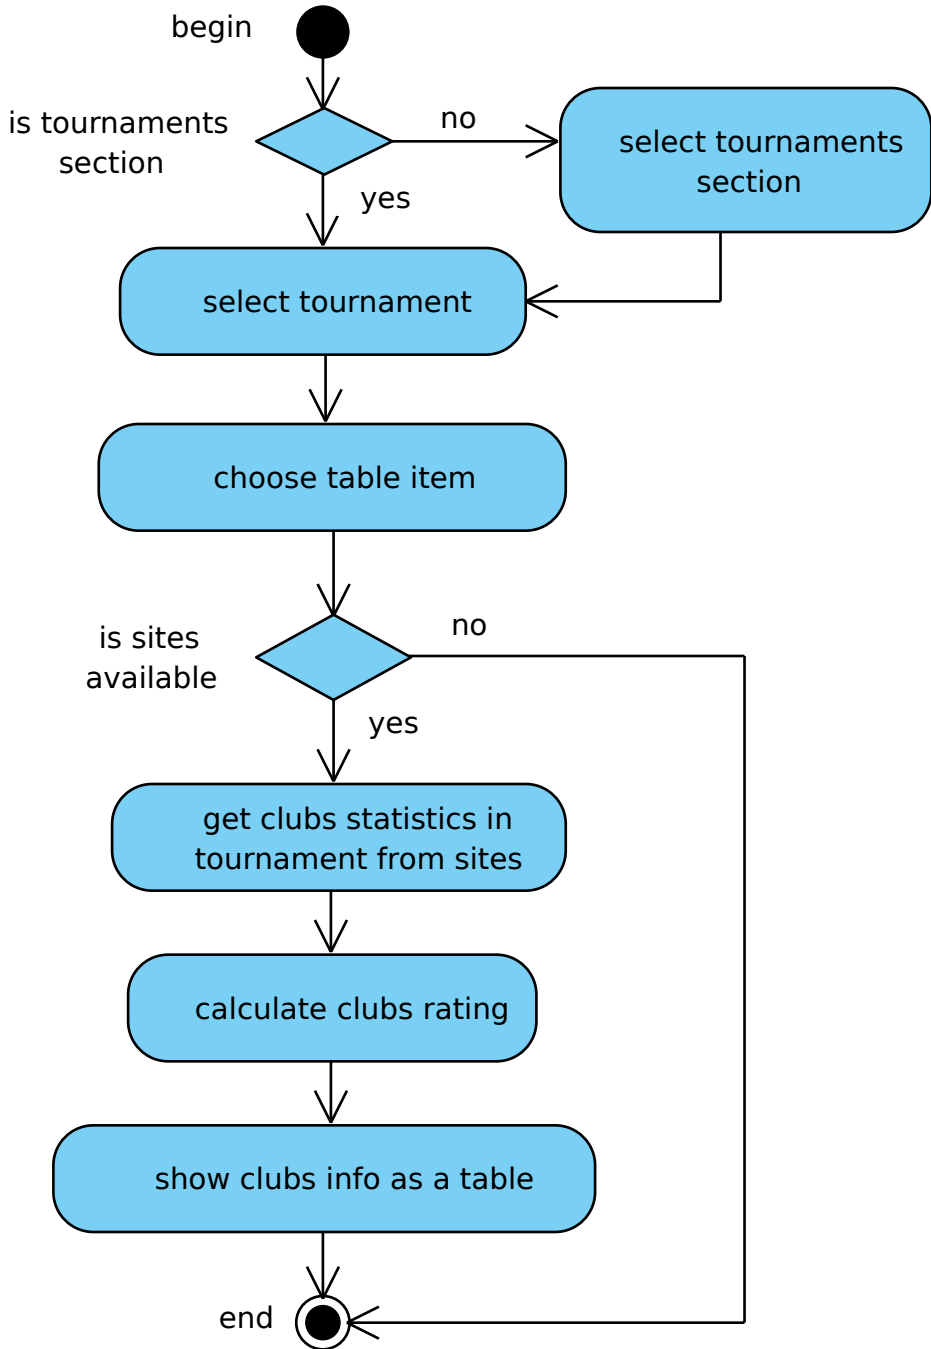 begin
is tournaments
section
no
select tournaments
section
yes
select tournament
choose table item
is sites
available
no
yes
get clubs statistics in
tournament from sites
calculate clubs rating
show clubs info as a table
end